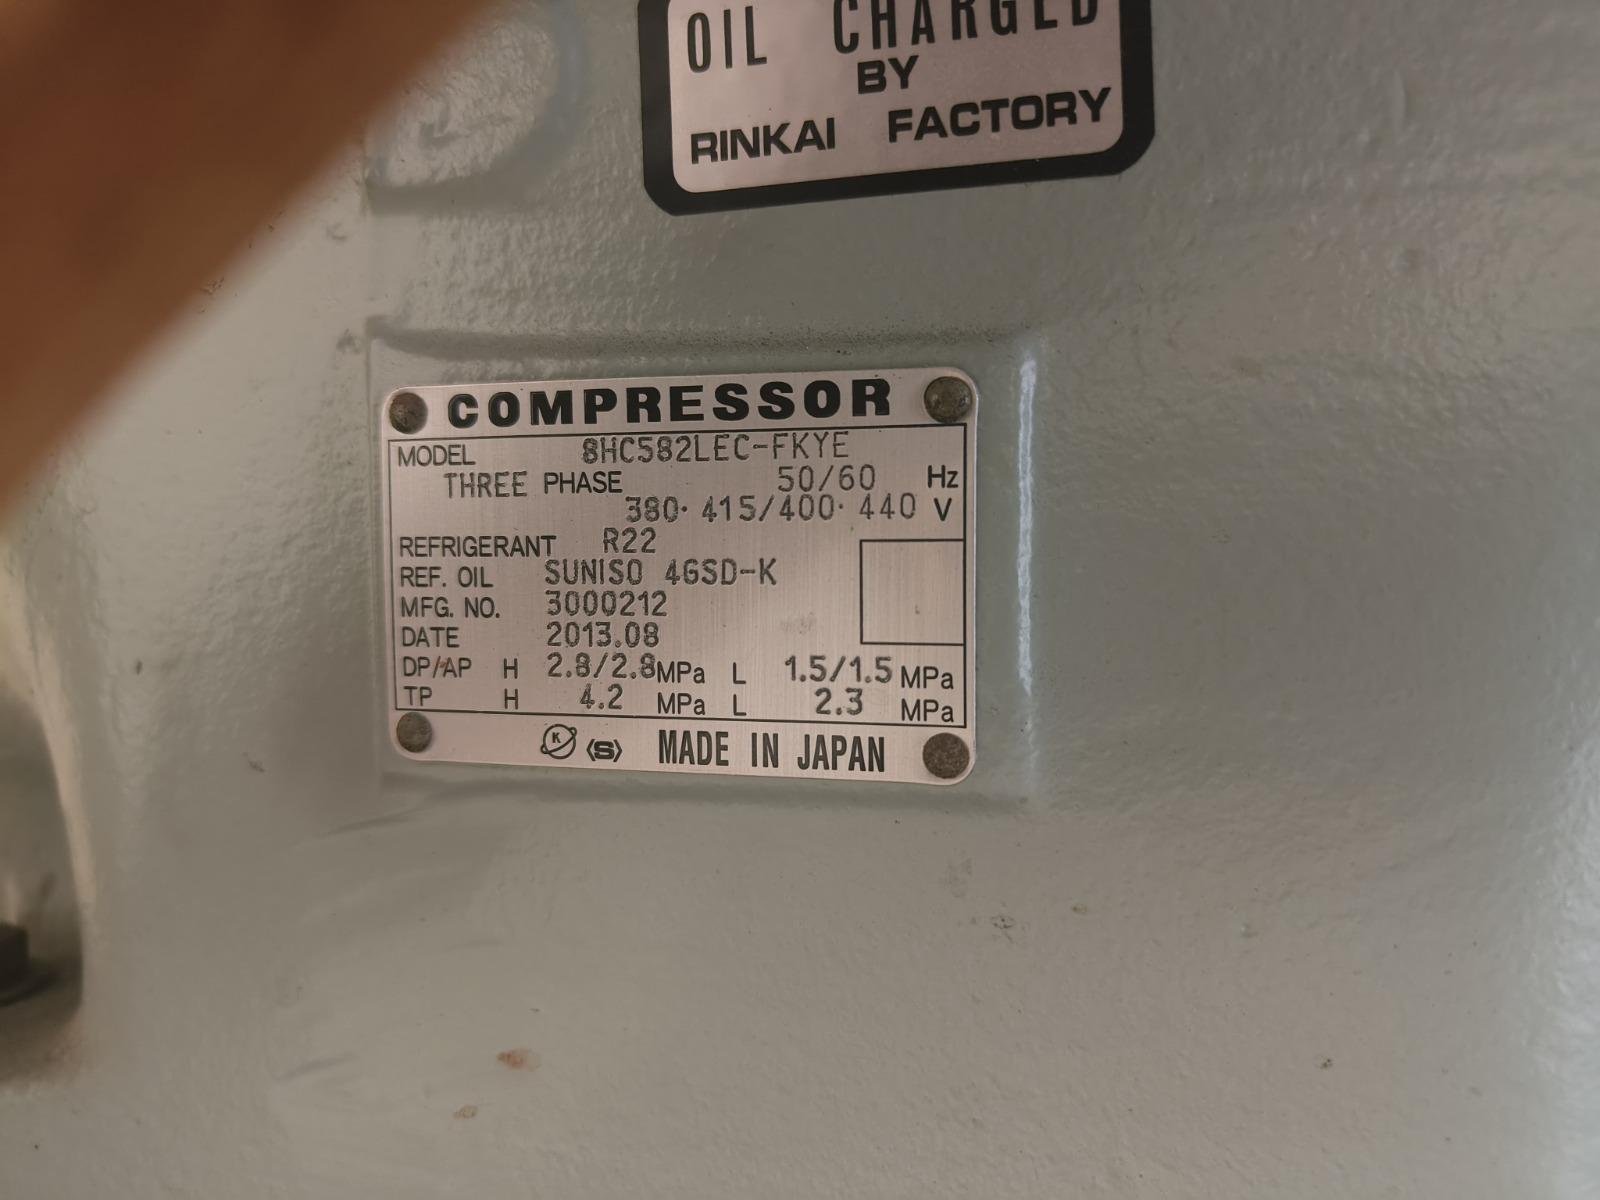 OIL CHARGED
BY
RINKAI FACTORY
COMPRESSOR
MODEL 8HC582LEC-FKYE
THREE PHASE 50/60 Hz
380· 415/400· 440 V
REFRIGERANT R22
REF. OIL SUNISO 4GSD-K
MFG. NO. 3000212
DATE 2013.08
DP/AP H 2.8/2.8 MPa L 1.5/1.5 MPa
TP H 4.2 MPa L 2.3 MPa
K <S> MADE IN JAPAN